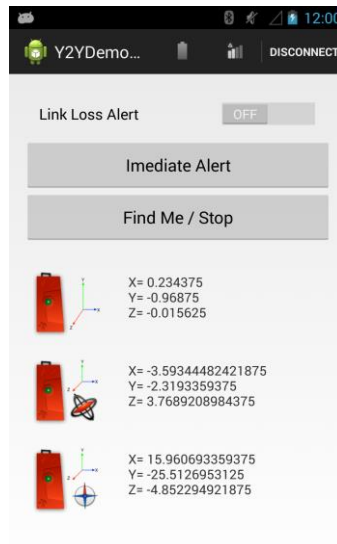 12:00
Y2YDemo...
DISCONNECT
Link Loss Alert
OFF
Imediate Alert
Find Me / Stop
X= 0.234375
Y= -0.96875
Z= -0.015625
X= -3.59344482421875
Y= -2.3193359375
Z= 3.7689208984375
X= 15.960693359375
Y= -25.5126953125
Z= -4.852294921875